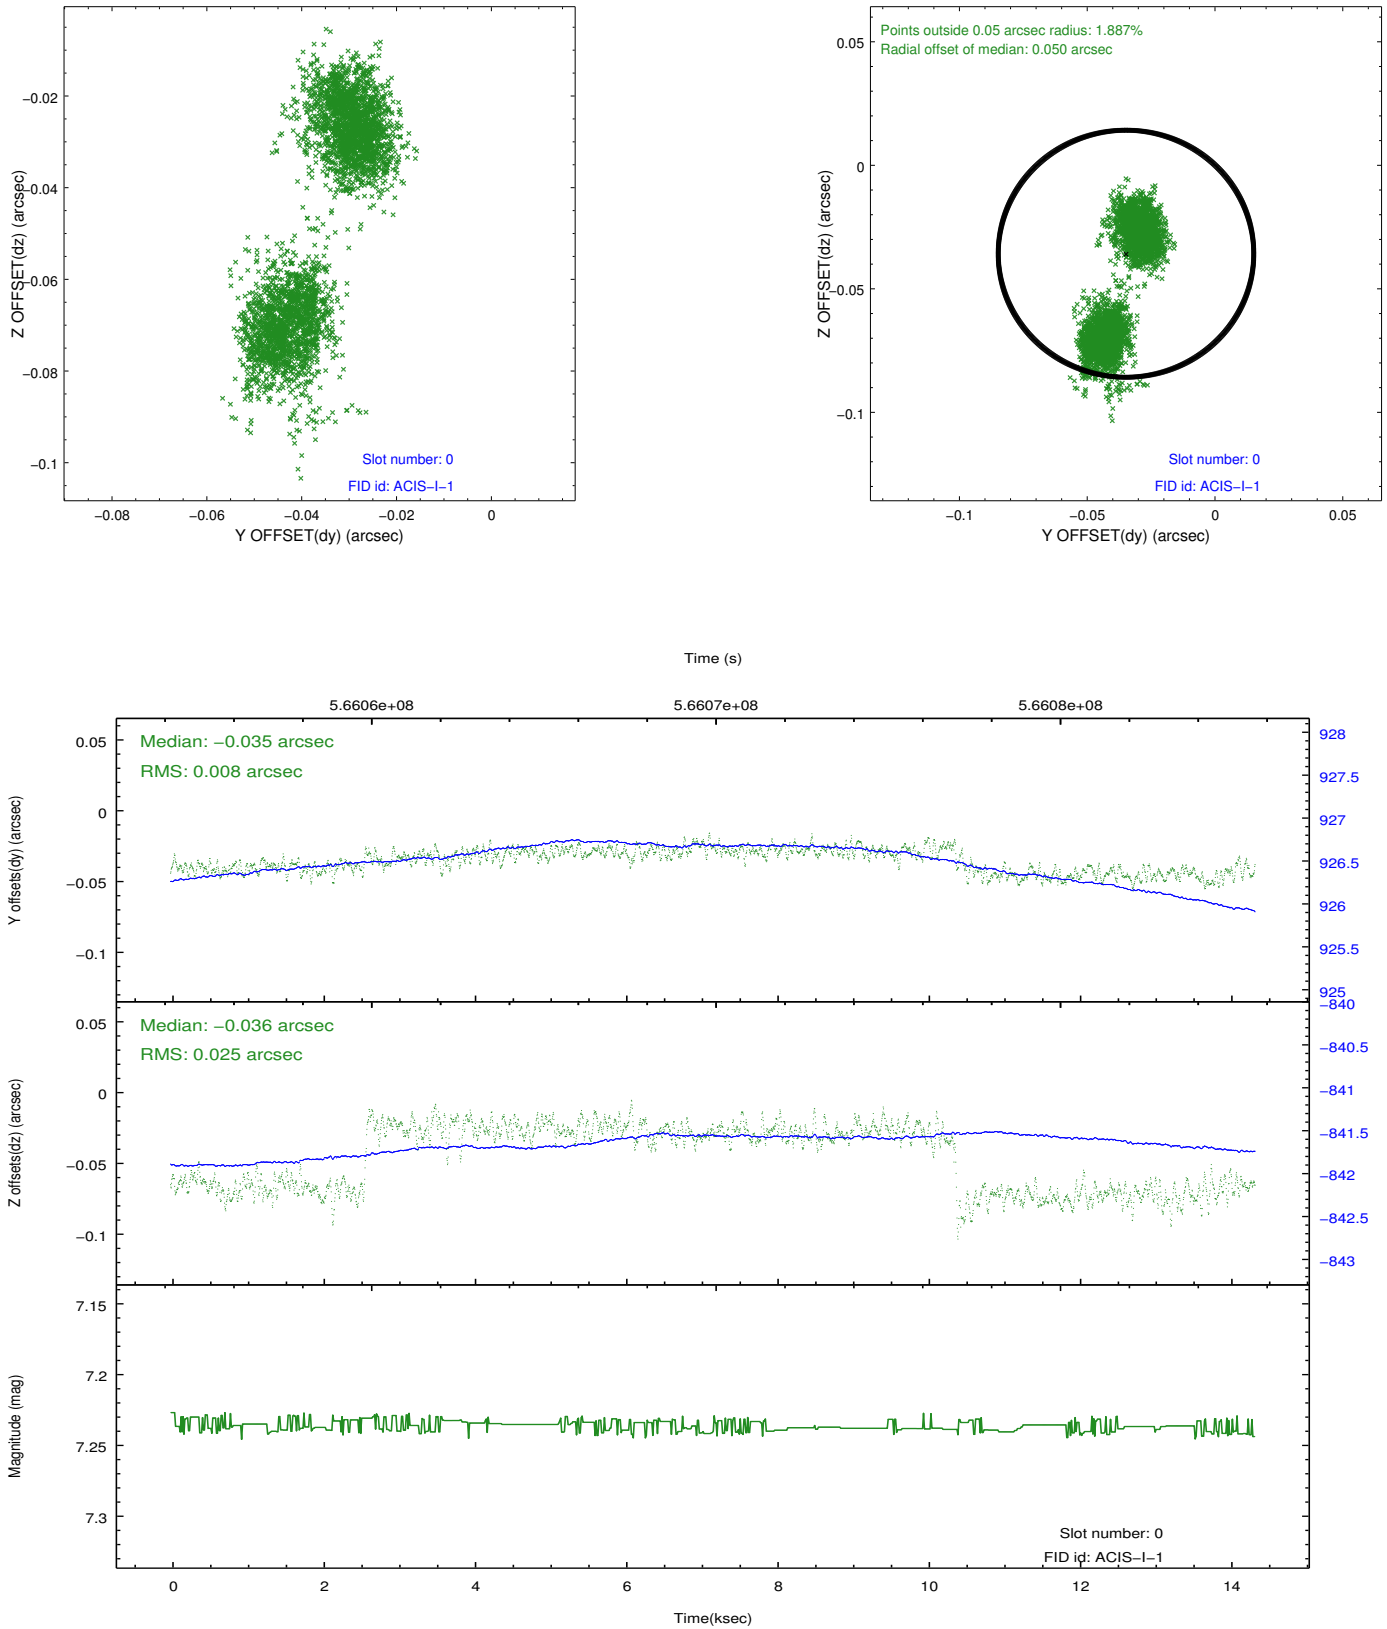 −0.02
−0.04
−0.06
−0.08
−0.1
Z OFFSET(dz) (arcsec)
Slot number: 0
FID id: ACIS−I−1
−0.08
−0.06
−0.04
−0.02
0
Y OFFSET(dy) (arcsec)
Points outside 0.05 arcsec radius: 1.887%
Radial offset of median: 0.050 arcsec
0.05
0
−0.05
−0.1
Z OFFSET(dz) (arcsec)
Slot number: 0
FID id: ACIS−I−1
−0.1
−0.05
0
0.05
Y OFFSET(dy) (arcsec)
Time (s)
5.6606e+08
5.6607e+08
5.6608e+08
Median: −0.035 arcsec
RMS: 0.008 arcsec
0.05
0
−0.05
−0.1
Y offsets(dy) (arcsec)
928
927.5
927
926.5
926
925.5
925
Median: −0.036 arcsec
RMS: 0.025 arcsec
0.05
0
−0.05
−0.1
Z offsets(dz) (arcsec)
−840
−840.5
−841
−841.5
−842
−842.5
−843
7.15
7.2
7.25
7.3
Magnitude (mag)
Slot number: 0
FID id: ACIS−I−1
0
2
4
6
8
10
12
14
Time(ksec)